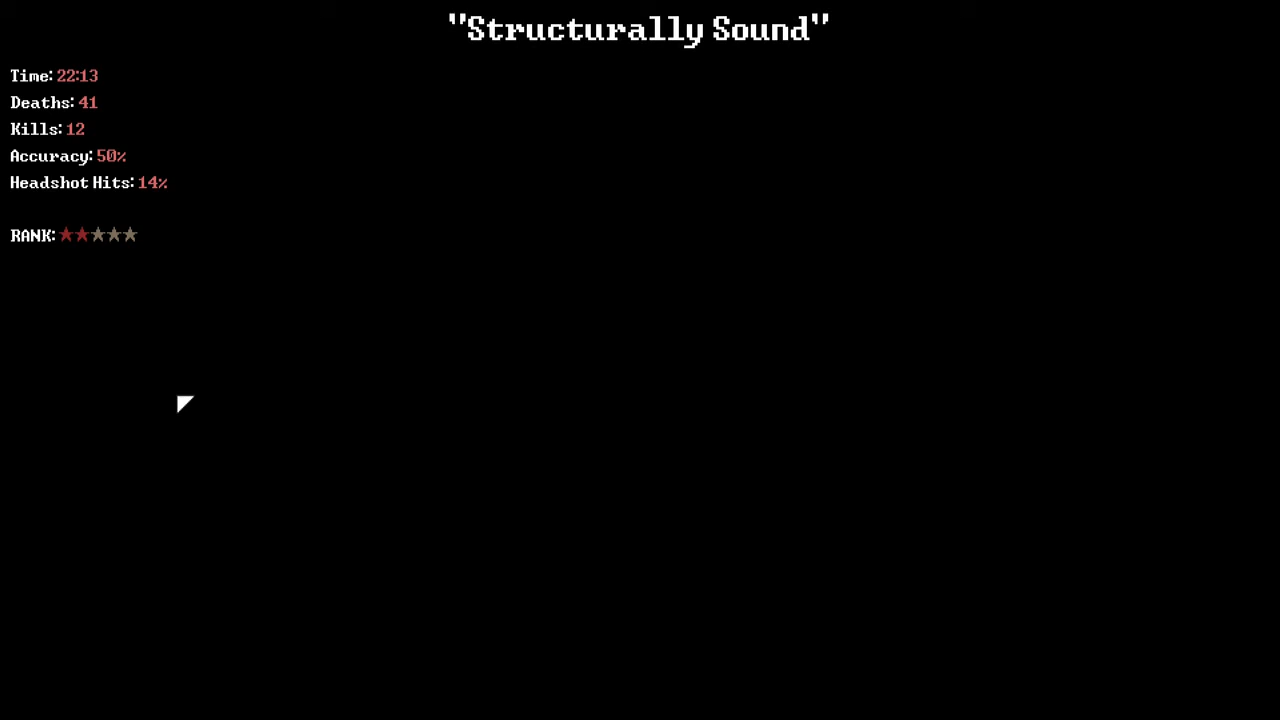 "Structurally Sound"
Time: 22:13
Deaths: 41
Kills: 12
Accuracy: 50%
Headshot Hits: 14%
RANK: ★★★★★